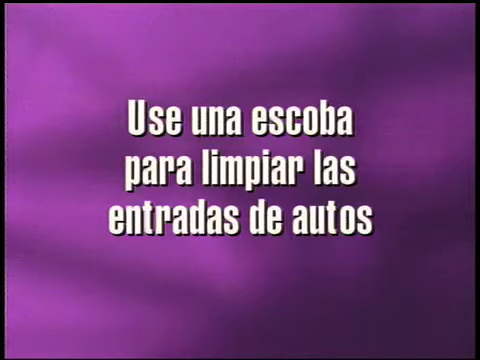 Use una escoba
para limpiar las
entradas de autos